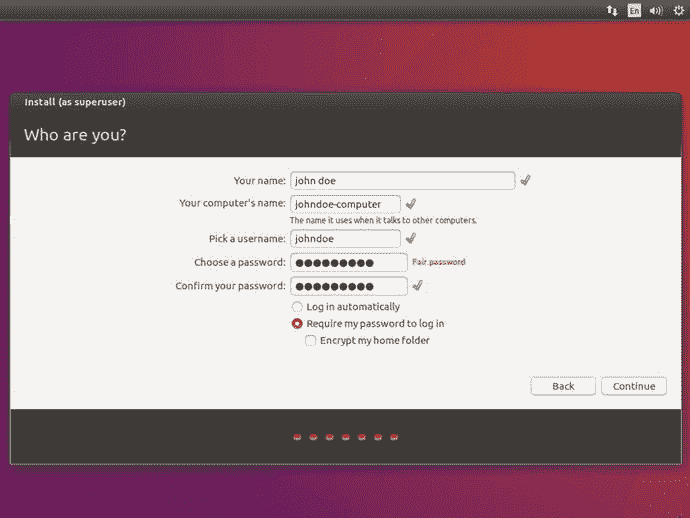 En
Install (as superuser)
Who are you?
Your name: john doe
Your computer's name: johndoe-computer
The name it uses when it talks to other computers.
Pick a username: johndoe
Choose a password: ●●●●●●●●● Fair password
Confirm your password: ●●●●●●●●●
Log in automatically
Require my password to log in
Encrypt my home folder
Back Continue